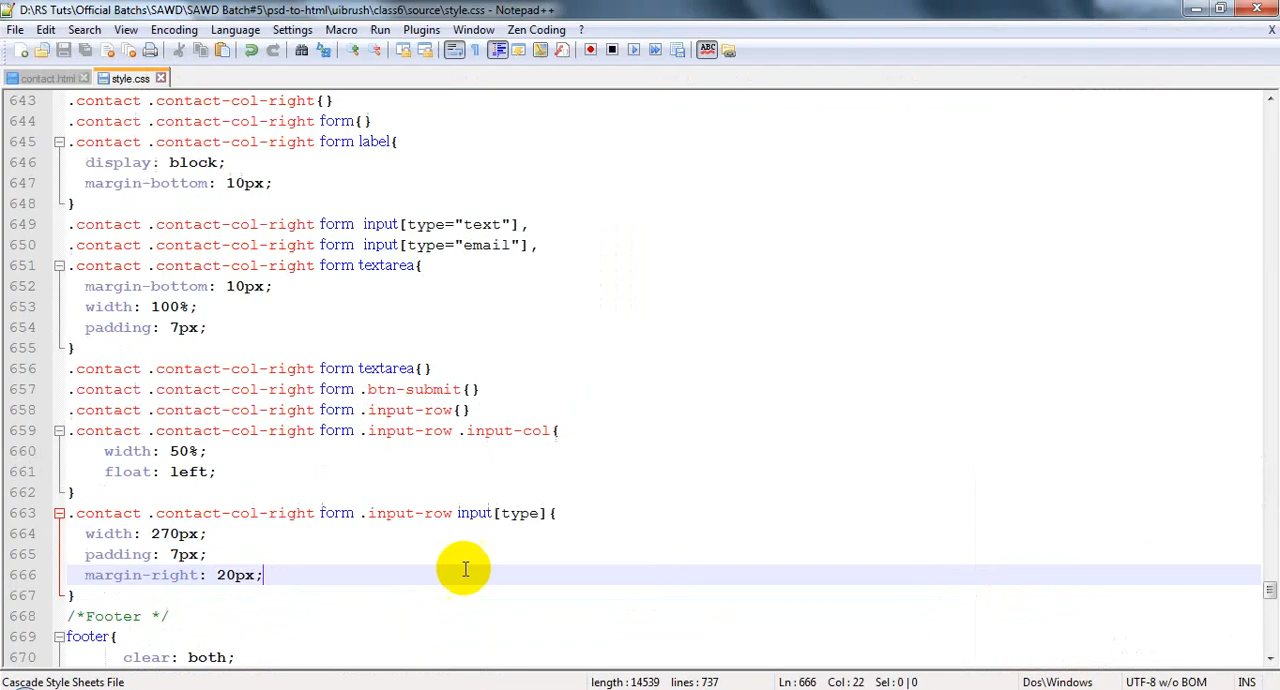 D:\RS Tuts\Official Batchs\SAWD\SAWD Batch#5\psd-to-html\uibrush\class6\source\style.css - Notepad++
File Edit Search View Encoding Language Settings Macro Run Plugins Window Zen Coding ? X
contact.html style.css
643 .contact .contact-col-right{}
644 .contact .contact-col-right form{}
645 .contact .contact-col-right form label{
646 display: block;
647 margin-bottom: 10px;
648 }
649 .contact .contact-col-right form input[type="text"],
650 .contact .contact-col-right form input[type="email"],
651 .contact .contact-col-right form textarea{
652 margin-bottom: 10px;
653 width: 100%;
654 padding: 7px;
655 }
656 .contact .contact-col-right form textarea{}
657 .contact .contact-col-right form .btn-submit{}
658 .contact .contact-col-right form .input-row{}
659 .contact .contact-col-right form .input-row .input-col{
660 width: 50%;
661 float: left;
662 }
663 .contact .contact-col-right form .input-row input[type]{
664 width: 270px;
665 padding: 7px;
666 margin-right: 20px;
667 }
668 /*Footer */
669 footer{
670 clear: both;
Cascade Style Sheets File length : 14539 lines : 737 Ln : 666 Col : 22 Sel : 0 | 0 Dos\Windows UTF-8 w/o BOM INS